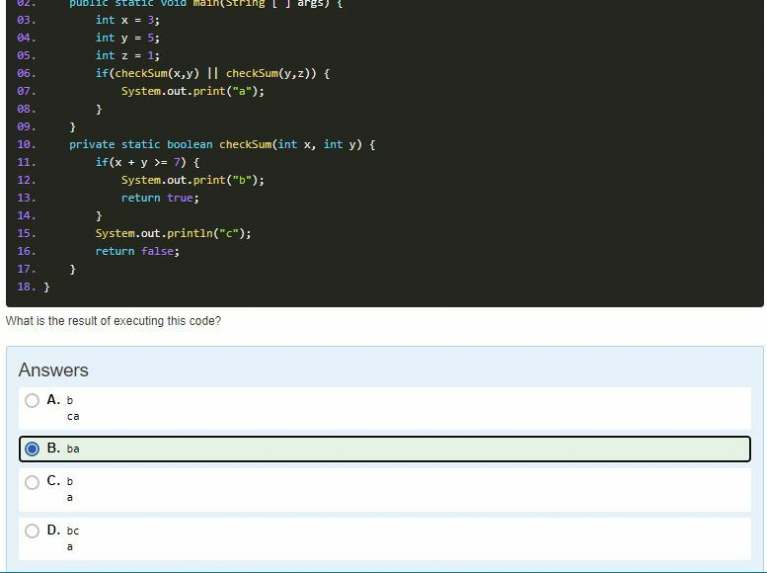 02.    public static void main(String [ ] args) {
03.        int x = 3;
04.        int y = 5;
05.        int z = 1;
06.        if(checkSum(x,y) || checkSum(y,z)) {
07.            System.out.print("a");
08.        }
09.    }
10.    private static boolean checkSum(int x, int y) {
11.        if(x + y >= 7) {
12.            System.out.print("b");
13.            return true;
14.        }
15.        System.out.println("c");
16.        return false;
17.    }
18. }
What is the result of executing this code?
Answers
A. b
ca
B. ba
C. b
a
D. bc
a